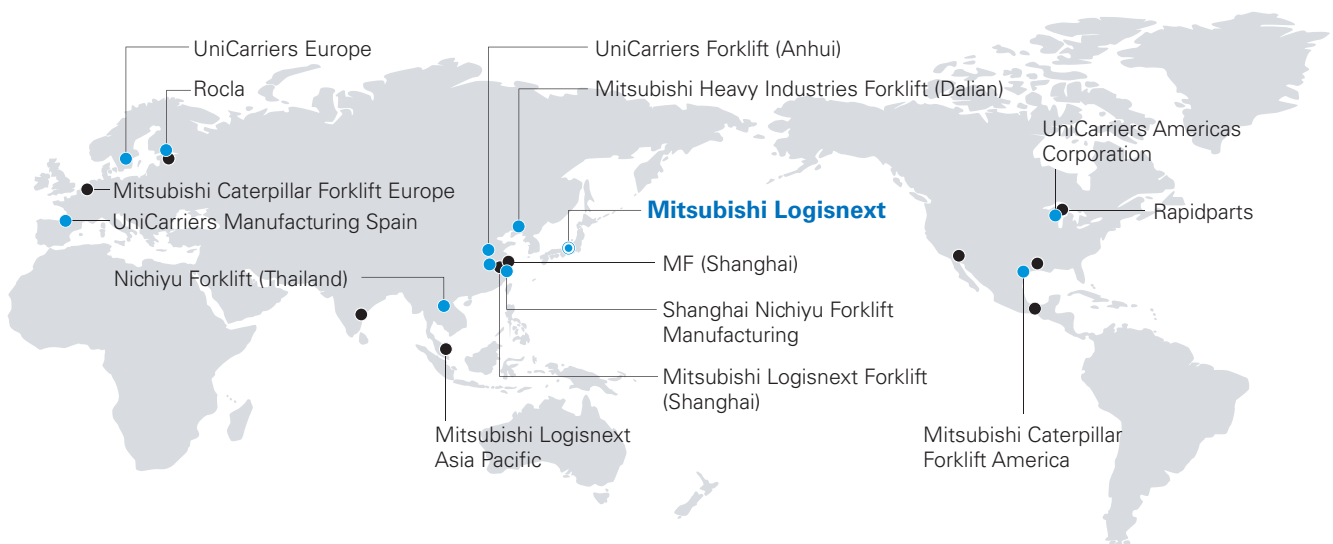 UniCarriers Europe
Rocla
Mitsubishi Caterpillar Forklift Europe
UniCarriers Manufacturing Spain
Nichiyu Forklift (Thailand)
UniCarriers Forklift (Anhui)
Mitsubishi Heavy Industries Forklift (Dalian)
Mitsubishi Logisnext
MF (Shanghai)
Shanghai Nichiyu Forklift
Manufacturing
Mitsubishi Logisnext Forklift
(Shanghai)
Mitsubishi Logisnext
Asia Pacific
UniCarriers Americas
Corporation
Rapidparts
Mitsubishi Caterpillar
Forklift America